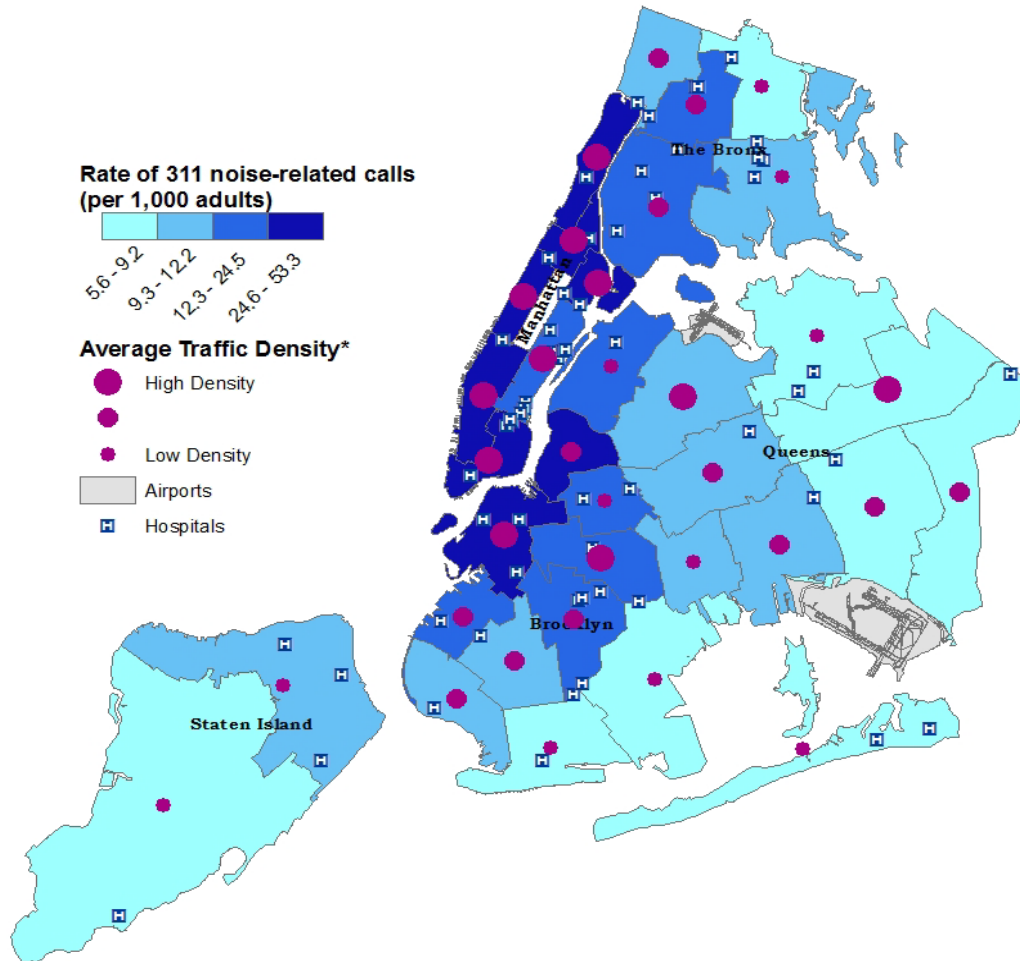 Rate of 311 noise-related calls
(per 1,000 adults)
5.6 - 9.2
9.3 - 12.2
12.3 - 24.5
24.6 - 53.3
Average Traffic Density*
High Density
Low Density
Airports
H Hospitals
The Bronx
Manhattan
Queens
Brooklyn
Staten Island